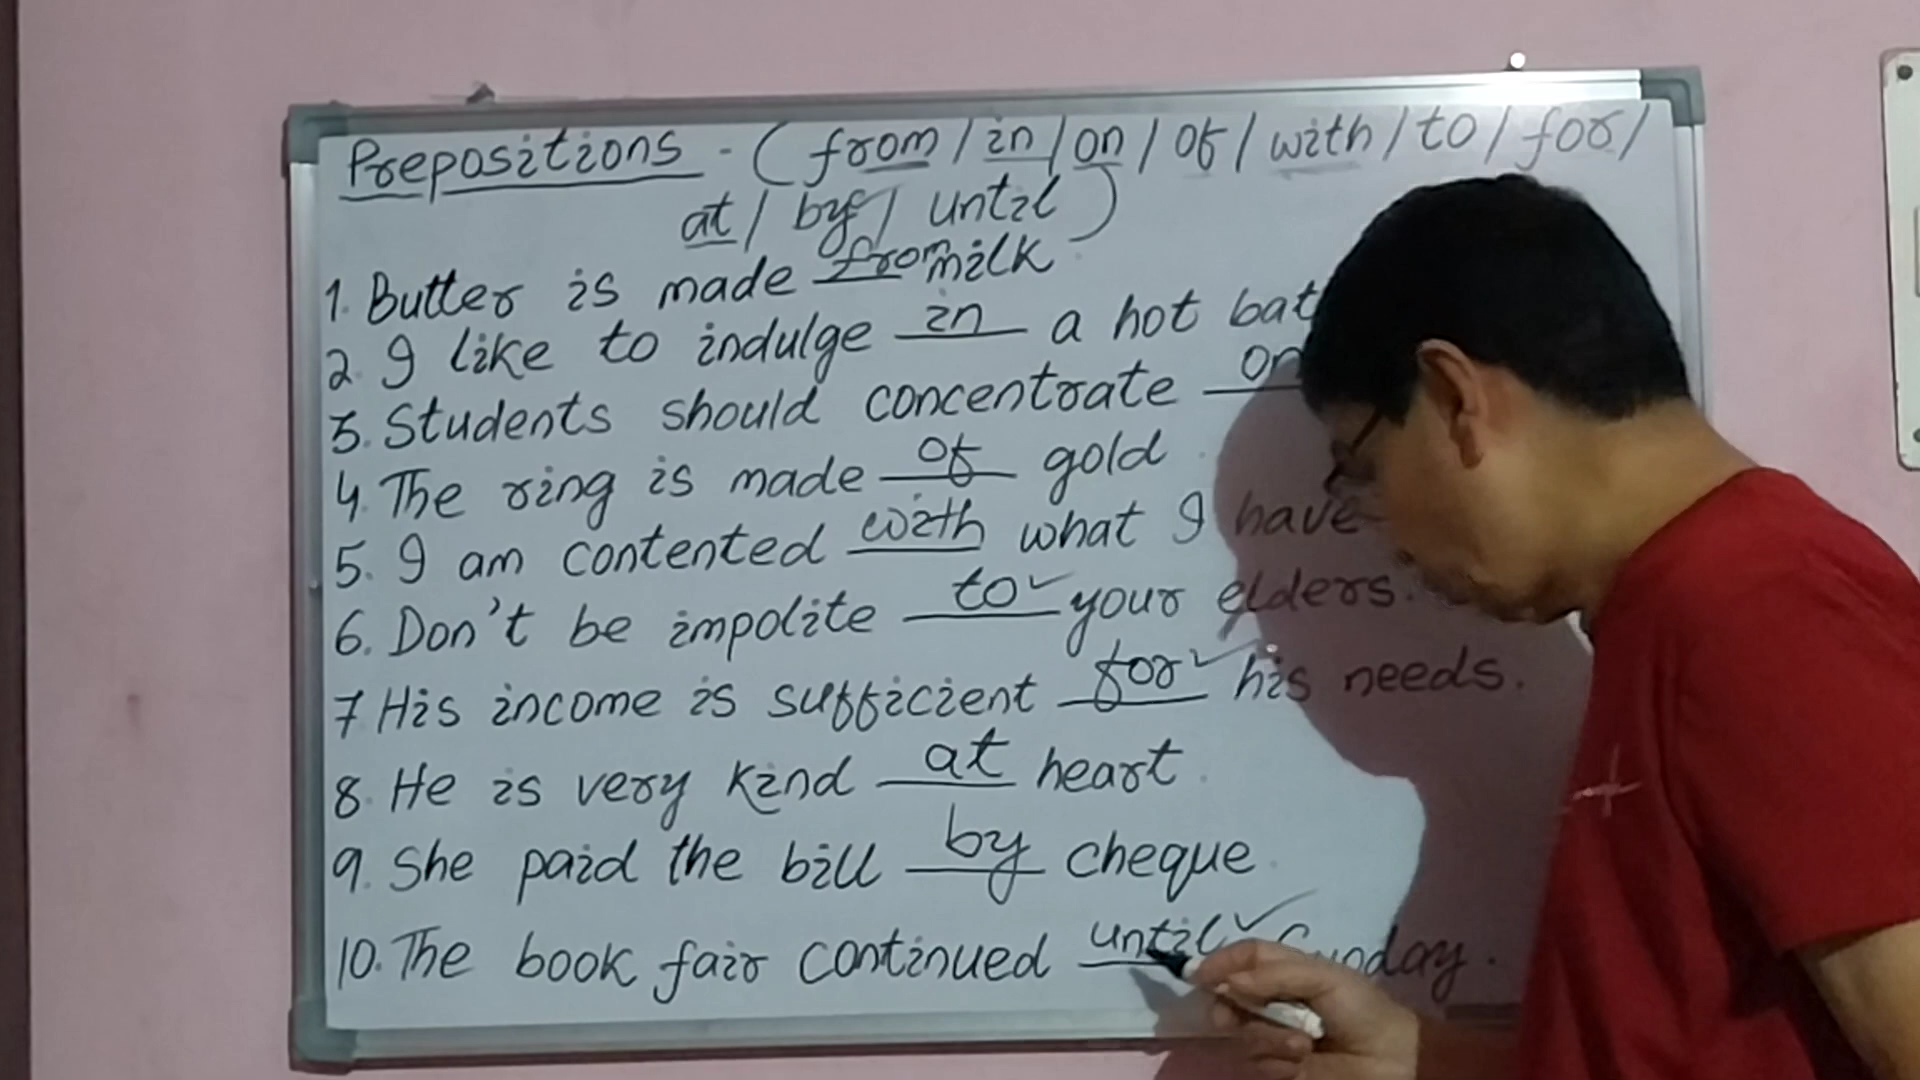 Prepositions - (from/in/on/of/with/to/for/
at/by/until)
1. Butter is made from milk
2. I like to indulge in a hot
3. Students should concentrate on
4. The ring is made of gold
5. I am contented with what I have
6. Don't be impolite to your elders.
7 His income is sufficient for his needs.
8. He is very kind at heart
9. She paid the bill by cheque
10. The book fair continued until